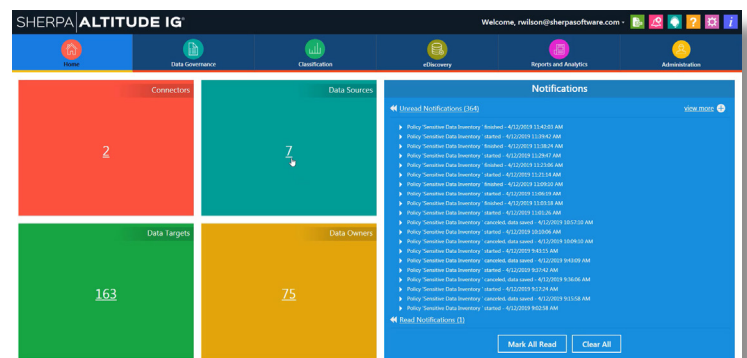 SHERPA ALTITUDE IG®
Welcome, rwilson@sherpasoftware.com
Home
Data Governance
Classification
eDiscovery
Reports and Analytics
Administration
Connectors
2
Data Sources
7
Data Targets
163
Data Owners
75
Notifications
Unread Notifications (364)
view more
Policy 'Sensitive Data Inventory ' finished - 4/12/2019 11:42:03 AM
Policy 'Sensitive Data Inventory ' started - 4/12/2019 11:39:42 AM
Policy 'Sensitive Data Inventory ' finished - 4/12/2019 11:38:24 AM
Policy 'Sensitive Data Inventory ' started - 4/12/2019 11:29:47 AM
Policy 'Sensitive Data Inventory ' finished - 4/12/2019 11:23:06 AM
Policy 'Sensitive Data Inventory ' started - 4/12/2019 11:21:14 AM
Policy 'Sensitive Data Inventory ' finished - 4/12/2019 11:09:10 AM
Policy 'Sensitive Data Inventory ' started - 4/12/2019 11:06:19 AM
Policy 'Sensitive Data Inventory ' finished - 4/12/2019 11:03:18 AM
Policy 'Sensitive Data Inventory ' started - 4/12/2019 11:01:26 AM
Policy 'Sensitive Data Inventory ' canceled, data saved - 4/12/2019 10:57:10 AM
Policy 'Sensitive Data Inventory ' started - 4/12/2019 10:10:06 AM
Policy 'Sensitive Data Inventory ' canceled, data saved - 4/12/2019 10:09:10 AM
Policy 'Sensitive Data Inventory ' started - 4/12/2019 9:43:15 AM
Policy 'Sensitive Data Inventory ' canceled, data saved - 4/12/2019 9:43:09 AM
Policy 'Sensitive Data Inventory ' started - 4/12/2019 9:37:42 AM
Policy 'Sensitive Data Inventory ' canceled, data saved - 4/12/2019 9:36:06 AM
Policy 'Sensitive Data Inventory ' started - 4/12/2019 9:17:24 AM
Policy 'Sensitive Data Inventory ' canceled, data saved - 4/12/2019 9:15:58 AM
Policy 'Sensitive Data Inventory ' started - 4/12/2019 9:02:58 AM
Read Notifications (1)
Mark All Read
Clear All